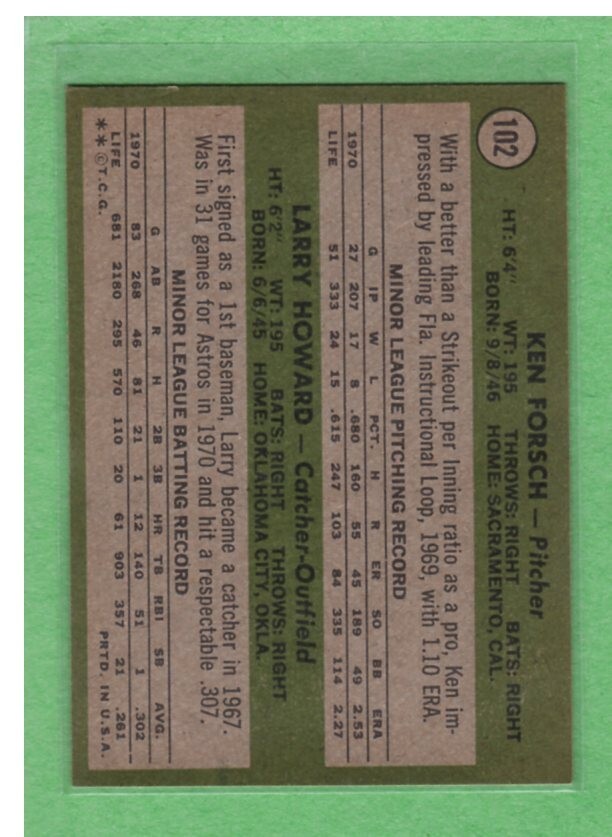 102
KEN FORSCH — Pitcher
HT: 6'4" WT: 195 THROWS: RIGHT BATS: RIGHT
BORN: 9/8/46 HOME: SACRAMENTO, CAL.
With a better than a Strikeout per Inning ratio as a pro, Ken im-
pressed by leading Fla. Instructional Loop, 1969, with 1.10 ERA.
MINOR LEAGUE PITCHING RECORD
G IP W L PCT. H R ER SO BB ERA
1970 27 207 17 8 .680 160 55 45 189 49 2.53
LIFE 51 333 24 15 .615 247 103 84 335 114 2.27
LARRY HOWARD — Catcher-Outfield
HT: 6'2" WT: 195 BATS: RIGHT THROWS: RIGHT
BORN: 6/6/45 HOME: OKLAHOMA CITY, OKLA.
First signed as a 1st baseman, Larry became a catcher in 1967.
Was in 31 games for Astros in 1970 and hit a respectable .307.
MINOR LEAGUE BATTING RECORD
G AB R H 2B 3B HR TB RBI SB AVG.
1970 83 268 46 81 21 1 12 140 51 1 .302
LIFE 681 2180 295 570 110 20 61 903 357 21 .261
**©T.C.G. PRTD. IN U.S.A.